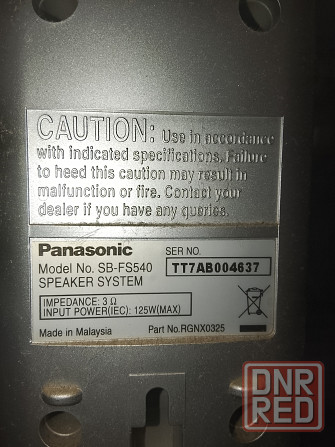 CAUTION: Use in accordance
with indicated specifications. Failure
to heed this caution may result in
malfunction or fire. Contact your
dealer if you have any queries.
Panasonic
Model No. SB-FS540
SPEAKER SYSTEM
SER NO.
TT7AB004637
IMPEDANCE: 3 Ω
INPUT POWER(IEC): 125W(MAX)
Made in Malaysia
Part No.RGNX0325
DNR
RED